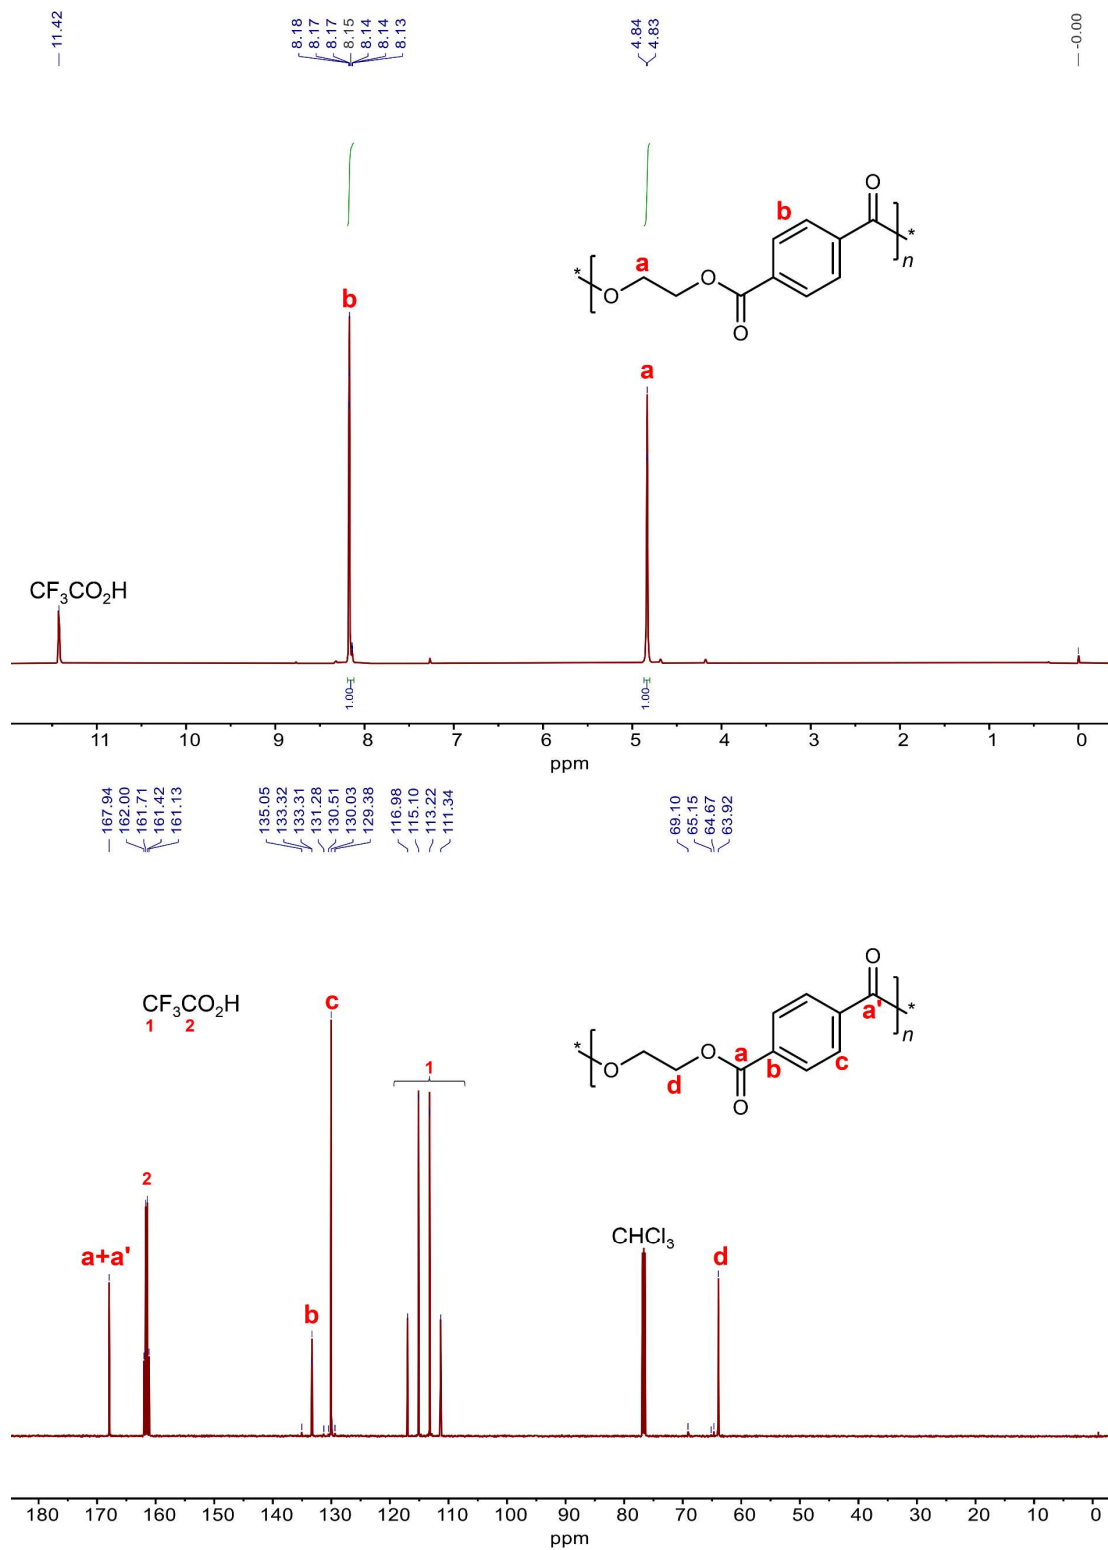 11.42
8.18
8.17
8.17
8.15
8.14
8.14
8.13
4.84
4.83
-0.00
O
b
*
n
a
O
*
O
O
b
a
CF3CO2H
1.00
1.00
11 10 9 8 7 6 5 4 3 2 1 0
ppm
167.94
162.00
161.71
161.42
161.13
135.05
133.32
133.31
131.28
130.51
130.03
129.38
116.98
115.10
113.22
111.34
69.10
65.15
64.67
63.92
O
c
CF3CO2H
1 2
a'
*
n
O
a
c
*
O
b
1
d
O
2
CHCl3
a+a'
d
b
180 170 160 150 140 130 120 110 100 90 80 70 60 50 40 30 20 10 0
ppm